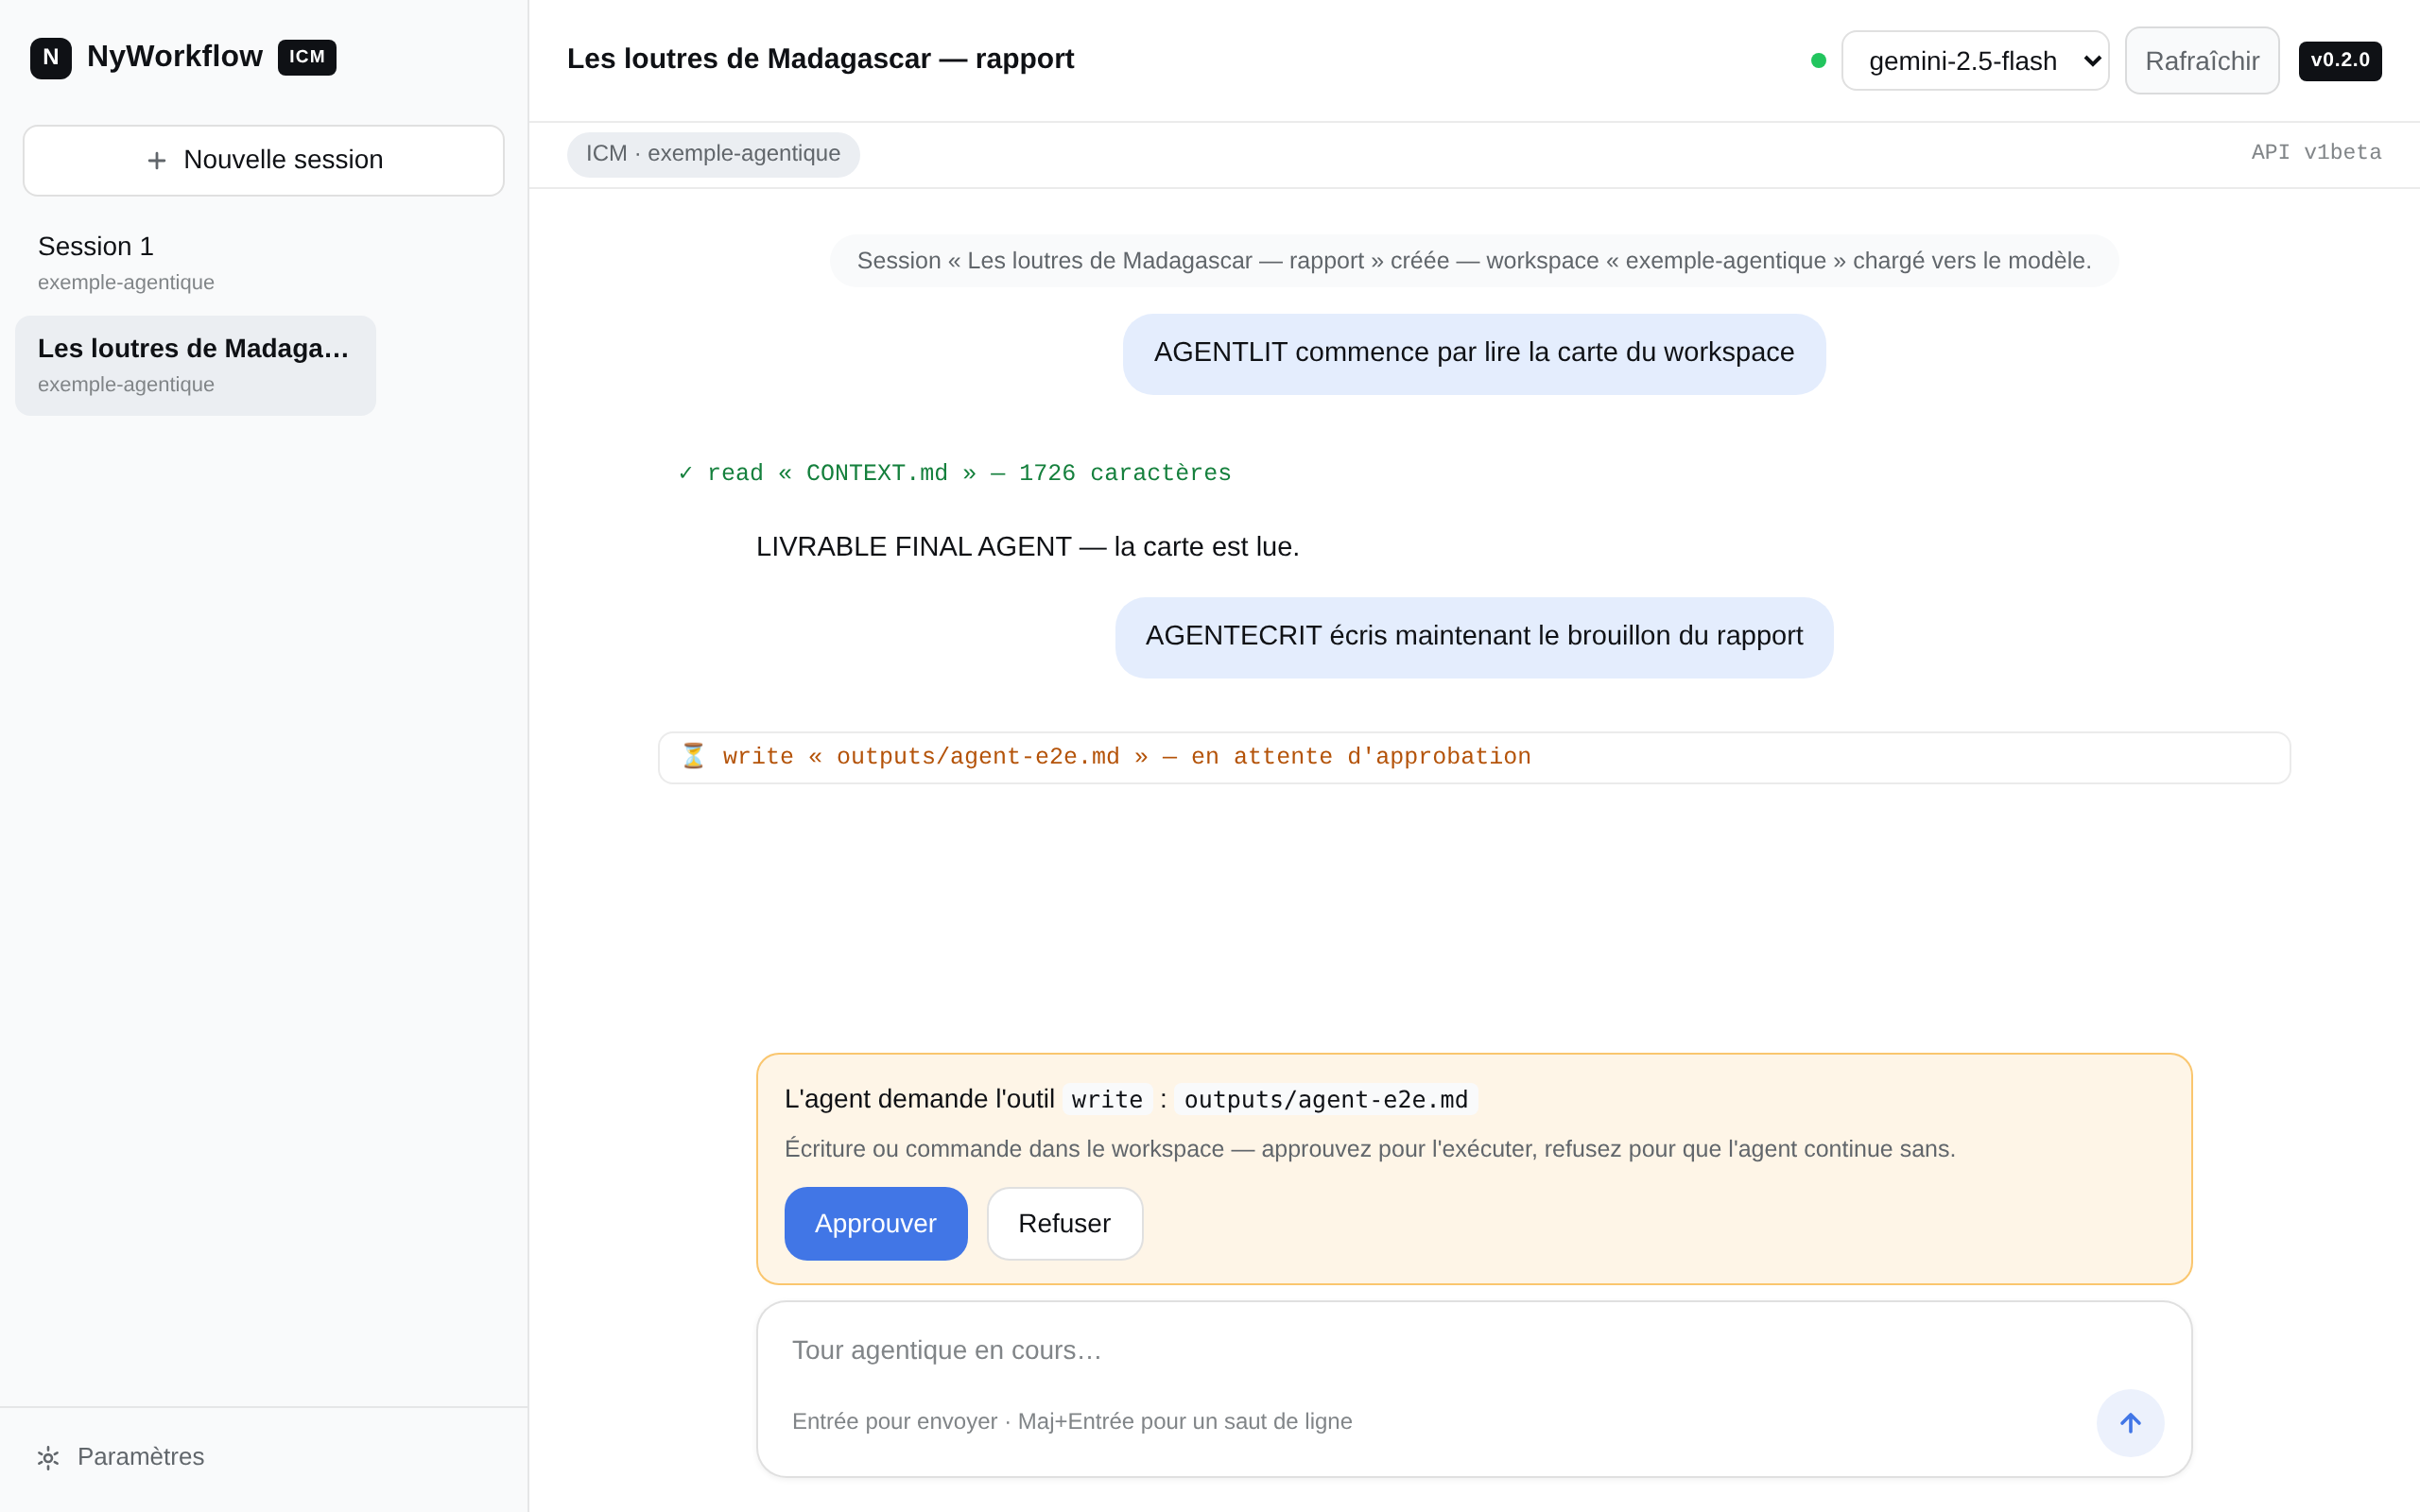 N NyWorkflow ICM
+ Nouvelle session
Session 1
exemple-agentique
Les loutres de Madaga…
exemple-agentique
Paramètres
Les loutres de Madagascar — rapport
gemini-2.5-flash
Rafraîchir
v0.2.0
ICM · exemple-agentique
API v1beta
Session « Les loutres de Madagascar — rapport » créée — workspace « exemple-agentique » chargé vers le modèle.
AGENTLIT commence par lire la carte du workspace
✓ read « CONTEXT.md » — 1726 caractères
LIVRABLE FINAL AGENT — la carte est lue.
AGENTECRIT écris maintenant le brouillon du rapport
⏳ write « outputs/agent-e2e.md » — en attente d'approbation
L'agent demande l'outil write : outputs/agent-e2e.md
Écriture ou commande dans le workspace — approuvez pour l'exécuter, refusez pour que l'agent continue sans.
Approuver
Refuser
Tour agentique en cours…
Entrée pour envoyer · Maj+Entrée pour un saut de ligne